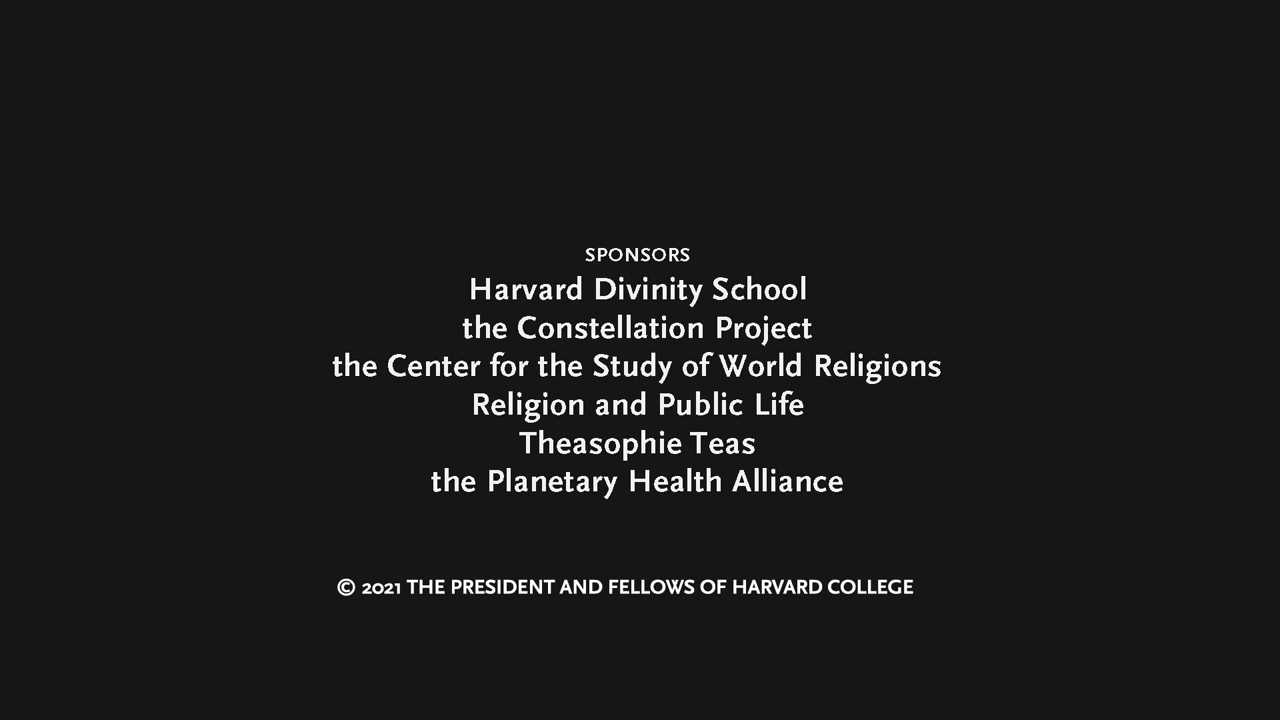 SPONSORS
Harvard Divinity School
the Constellation Project
the Center for the Study of World Religions
Religion and Public Life
Theasophie Teas
the Planetary Health Alliance
© 2021 THE PRESIDENT AND FELLOWS OF HARVARD COLLEGE